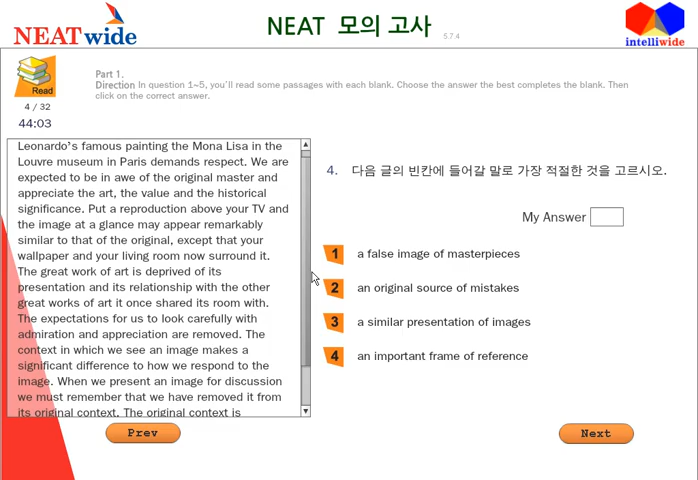 NEATwide
NEAT 모의 고사
5.7.4
intelliwide
Read
4 / 32
44:03
Part 1.
Direction In question 1~5, you'll read some passages with each blank. Choose the answer the best completes the blank. Then
click on the correct answer.
Leonardo's famous painting the Mona Lisa in the
Louvre museum in Paris demands respect. We are
expected to be in awe of the original master and
appreciate the art, the value and the historical
significance. Put a reproduction above your TV and
the image at a glance may appear remarkably
similar to that of the original, except that your
wallpaper and your living room now surround it.
The great work of art is deprived of its
presentation and its relationship with the other
great works of art it once shared its room with.
The expectations for us to look carefully with
admiration and appreciation are removed. The
context in which we see an image makes a
significant difference to how we respond to the
image. When we present an image for discussion
we must remember that we have removed it from
its original context. The original context is
4. 다음 글의 빈칸에 들어갈 말로 가장 적절한 것을 고르시오.
My Answer
1 a false image of masterpieces
2 an original source of mistakes
3 a similar presentation of images
4 an important frame of reference
Prev
Next